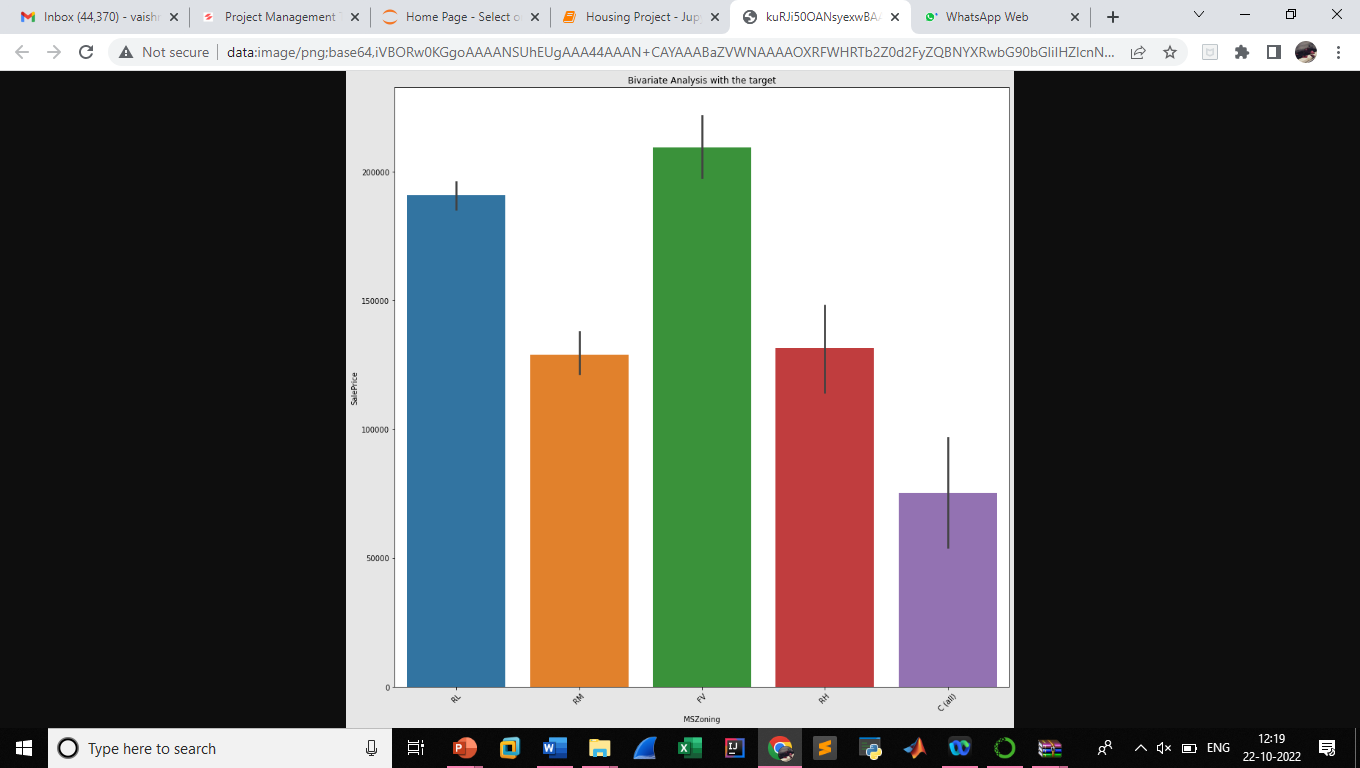 Inbox (44,370) - vaish
Project Management T
Home Page - Select o
Housing Project - Jup
kuRJi50OANsyexwBA
WhatsApp Web
Not secure
data:image/png;base64,iVBORw0KGgoAAAANSUhEUgAAA44AAAN+CAYAAABaZVWNAAAAOXRFWHRTb2Z0d2FyZQBNYXRwbG90bGliIHZlcnN...
Bivariate Analysis with the target
200000
150000
100000
50000
0
SalePrice
RL
RM
FV
RH
C (all)
MSZoning
Type here to search
ENG
12:19
22-10-2022